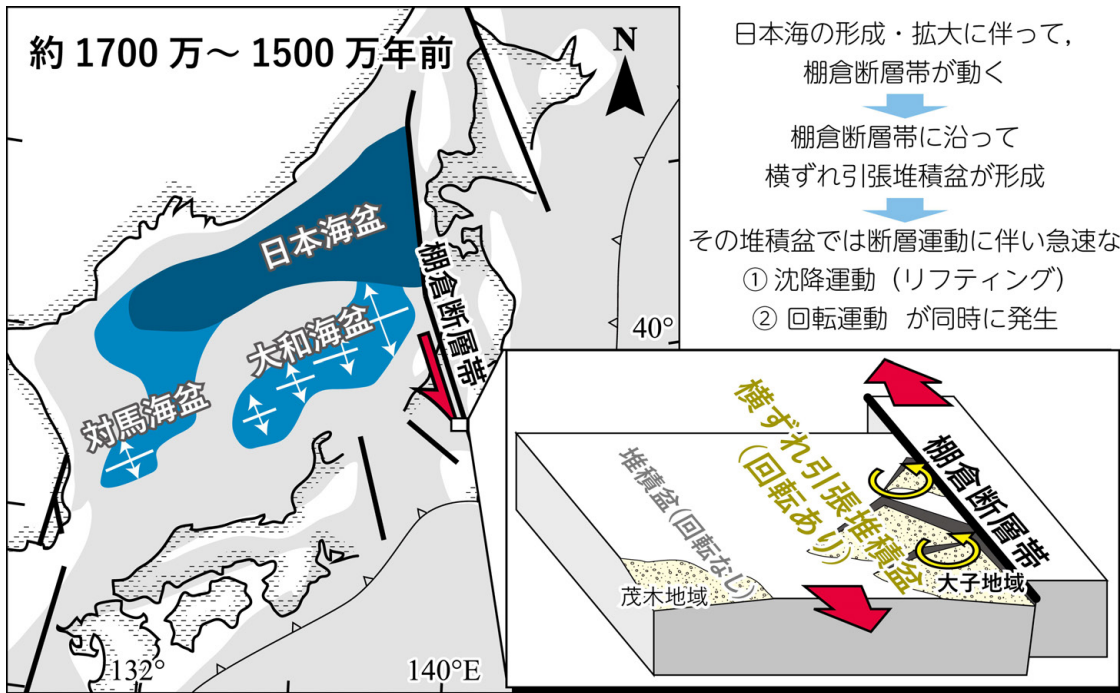 約 1700 万～ 1500 万年前
N
日本海盆
大和海盆
対馬海盆
棚倉断層帯
40°
132°
140°E
日本海の形成・拡大に伴って,
棚倉断層帯が動く
棚倉断層帯に沿って
横ずれ引張堆積盆が形成
その堆積盆では断層運動に伴い急速な
① 沈降運動（リフティング）
② 回転運動 が同時に発生
棚倉断層帯
横ずれ引張堆積盆
(回転あり)
堆積盆(回転なし)
茂木地域
大子地域